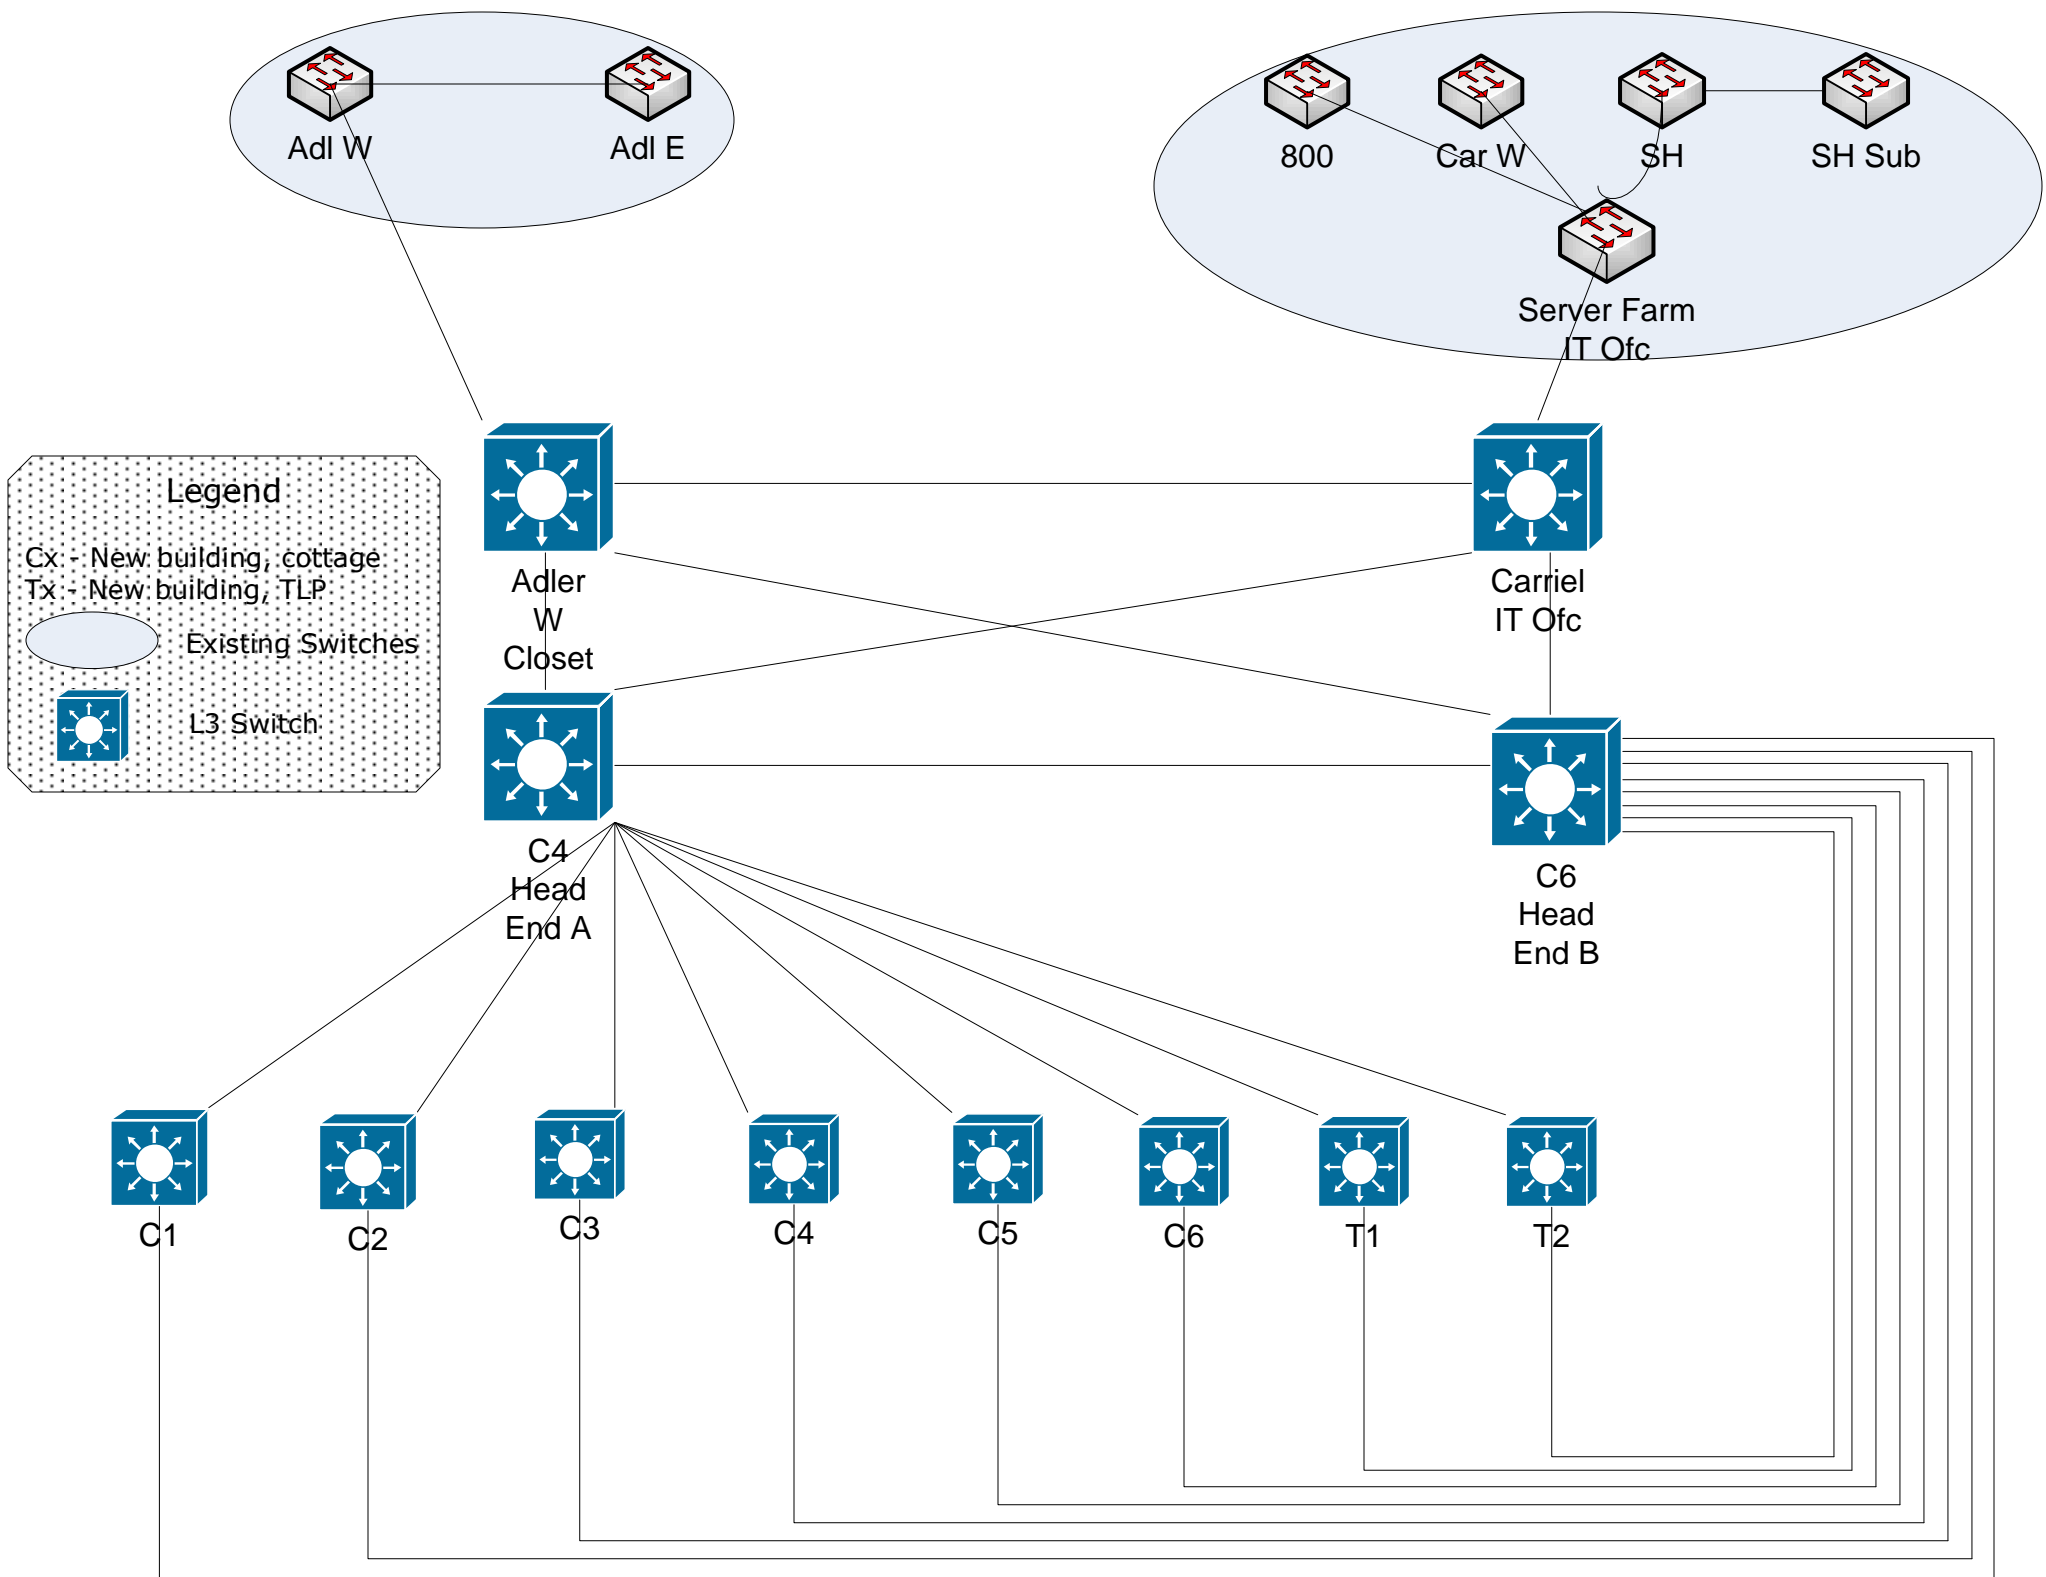 Adl W
Adl E
800
Car W
SH
SH Sub
Server Farm
IT Ofc
Legend
Cx - New building, cottage
Tx - New building, TLP
Existing Switches
L3 Switch
Adler
W
Closet
Carriel
IT Ofc
C4
Head
End A
C6
Head
End B
C1
C2
C3
C4
C5
C6
T1
T2